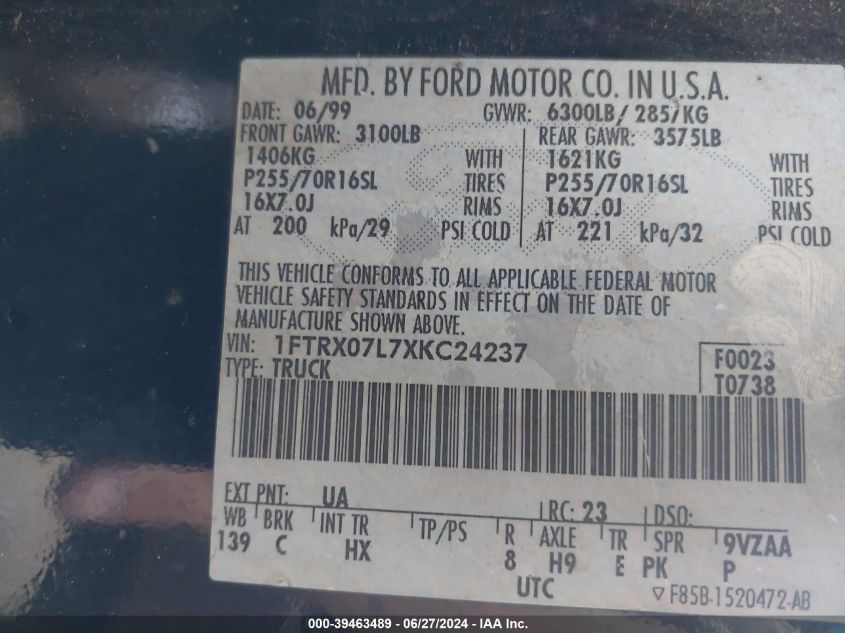 MFD. BY FORD MOTOR CO. IN U.S.A.
DATE: 06/99 GVWR: 6300LB/ 2857KG
FRONT GAWR: 3100LB REAR GAWR: 3575LB
1406KG WITH 1621KG WITH
P255/70R16SL TIRES P255/70R16SL TIRES
16X7.0J RIMS 16X7.0J RIMS
AT 200 kPa/29 PSI COLD AT 221 kPa/32 PSI COLD
THIS VEHICLE CONFORMS TO ALL APPLICABLE FEDERAL MOTOR
VEHICLE SAFETY STANDARDS IN EFFECT ON THE DATE OF
MANUFACTURE SHOWN ABOVE.
VIN: 1FTRX07L7XKC24237
TYPE: TRUCK
F0023
T0738
EXT PNT: UA RC: 23 DSO:
WB BRK INT TR TP/PS R AXLE TR SPR 9VZAA
139 C HX 8 H9 E PK P
UTC
▽F85B-1520472-AB
000-39463489 - 06/27/2024 - IAA Inc.